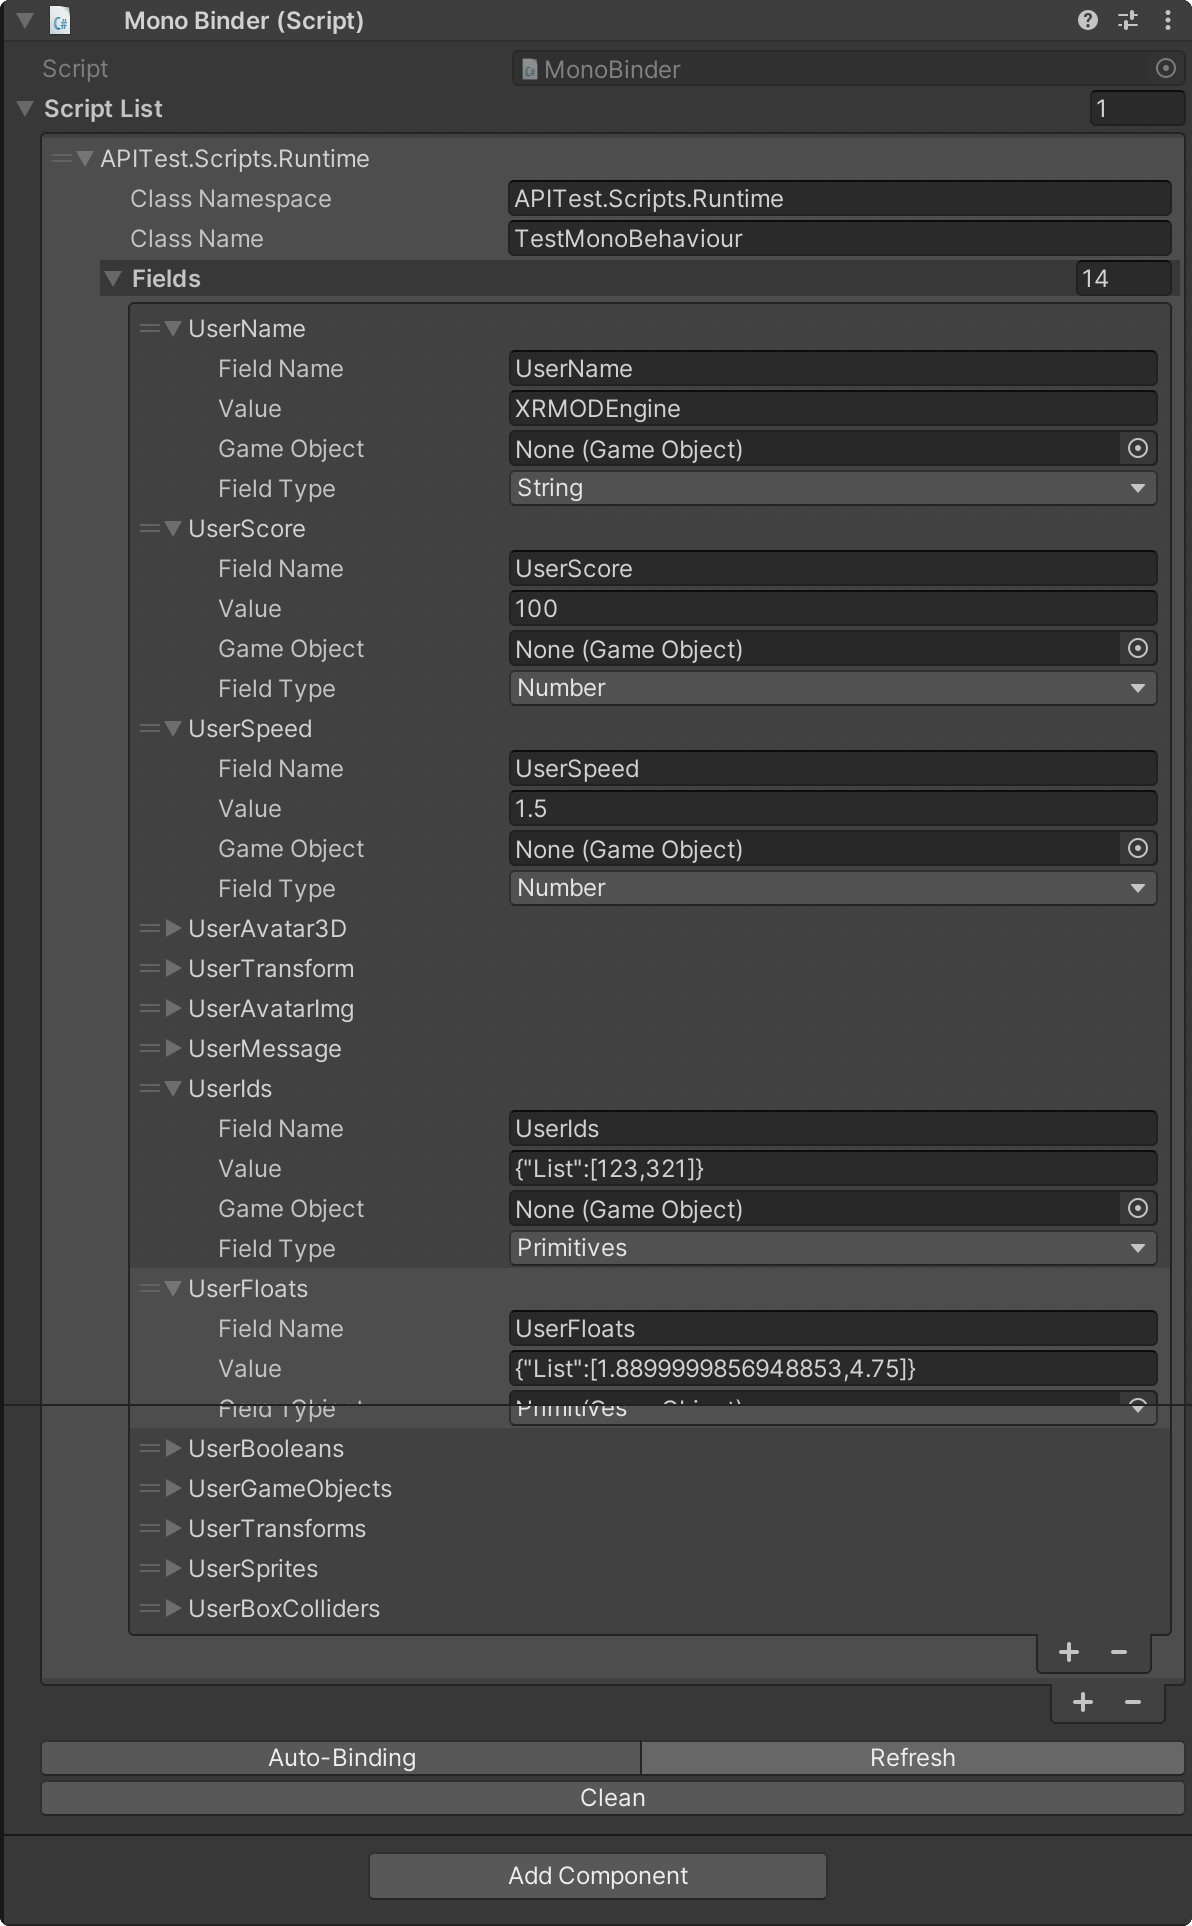 Mono Binder (Script)
Script MonoBinder
Script List 1
APITest.Scripts.Runtime
Class Namespace APITest.Scripts.Runtime
Class Name TestMonoBehaviour
Fields 14
UserName
Field Name UserName
Value XRMODEngine
Game Object None (Game Object)
Field Type String
UserScore
Field Name UserScore
Value 100
Game Object None (Game Object)
Field Type Number
UserSpeed
Field Name UserSpeed
Value 1.5
Game Object None (Game Object)
Field Type Number
UserAvatar3D
UserTransform
UserAvatarImg
UserMessage
UserIds
Field Name UserIds
Value {"List":[123,321]}
Game Object None (Game Object)
Field Type Primitives
UserFloats
Field Name UserFloats
Value {"List":[1.8899999856948853,4.75]}
Field Type Primitives
UserBooleans
UserGameObjects
UserTransforms
UserSprites
UserBoxColliders
+ −
+ −
Auto-Binding Refresh
Clean
Add Component